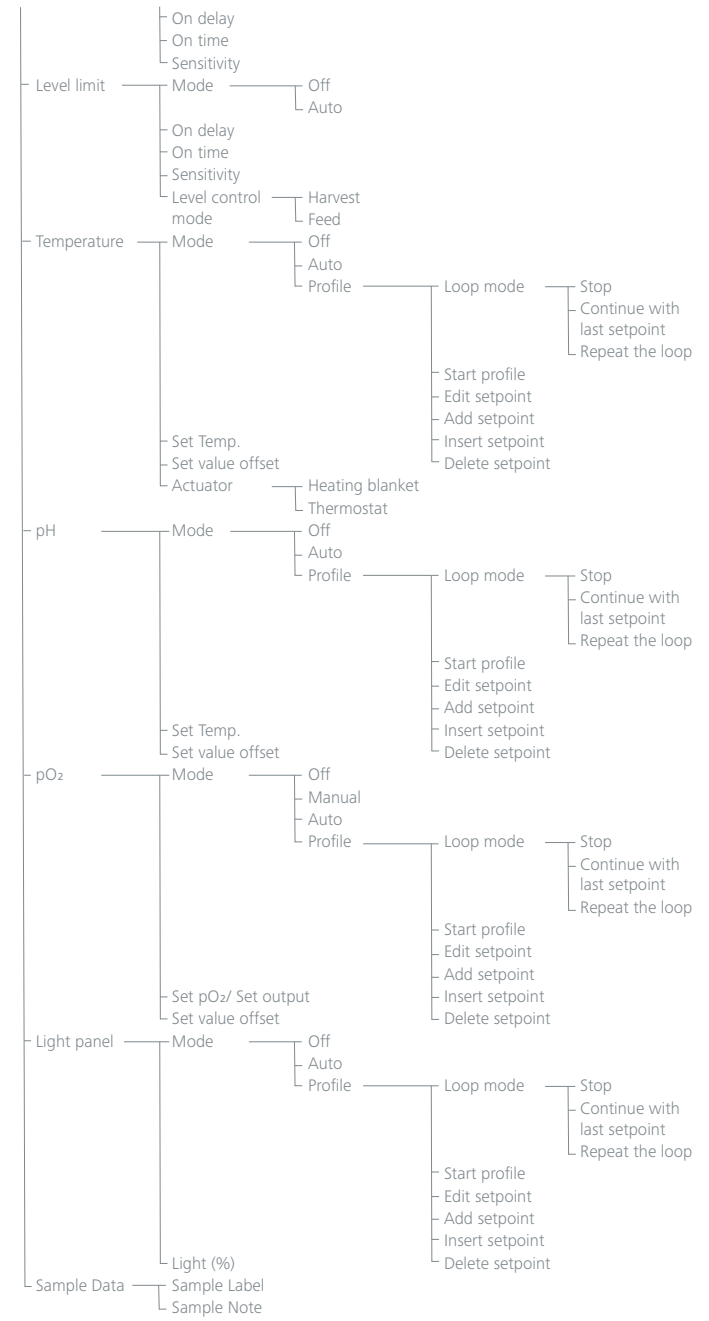 On delay
On time
Sensitivity
Level limit Mode Off
Auto
On delay
On time
Sensitivity
Level control Harvest
mode Feed
Temperature Mode Off
Auto
Profile Loop mode Stop
Continue with
last setpoint
Repeat the loop
Start profile
Edit setpoint
Add setpoint
Set Temp. Insert setpoint
Set value offset Delete setpoint
Actuator Heating blanket
Thermostat
pH Mode Off
Auto
Profile Loop mode Stop
Continue with
last setpoint
Repeat the loop
Start profile
Edit setpoint
Add setpoint
Set Temp. Insert setpoint
Set value offset Delete setpoint
pO₂ Mode Off
Manual
Auto
Profile Loop mode Stop
Continue with
last setpoint
Repeat the loop
Start profile
Edit setpoint
Add setpoint
Set pO₂/ Set output Insert setpoint
Set value offset Delete setpoint
Light panel Mode Off
Auto
Profile Loop mode Stop
Continue with
last setpoint
Repeat the loop
Start profile
Edit setpoint
Add setpoint
Insert setpoint
Light (%) Delete setpoint
Sample Data Sample Label
Sample Note